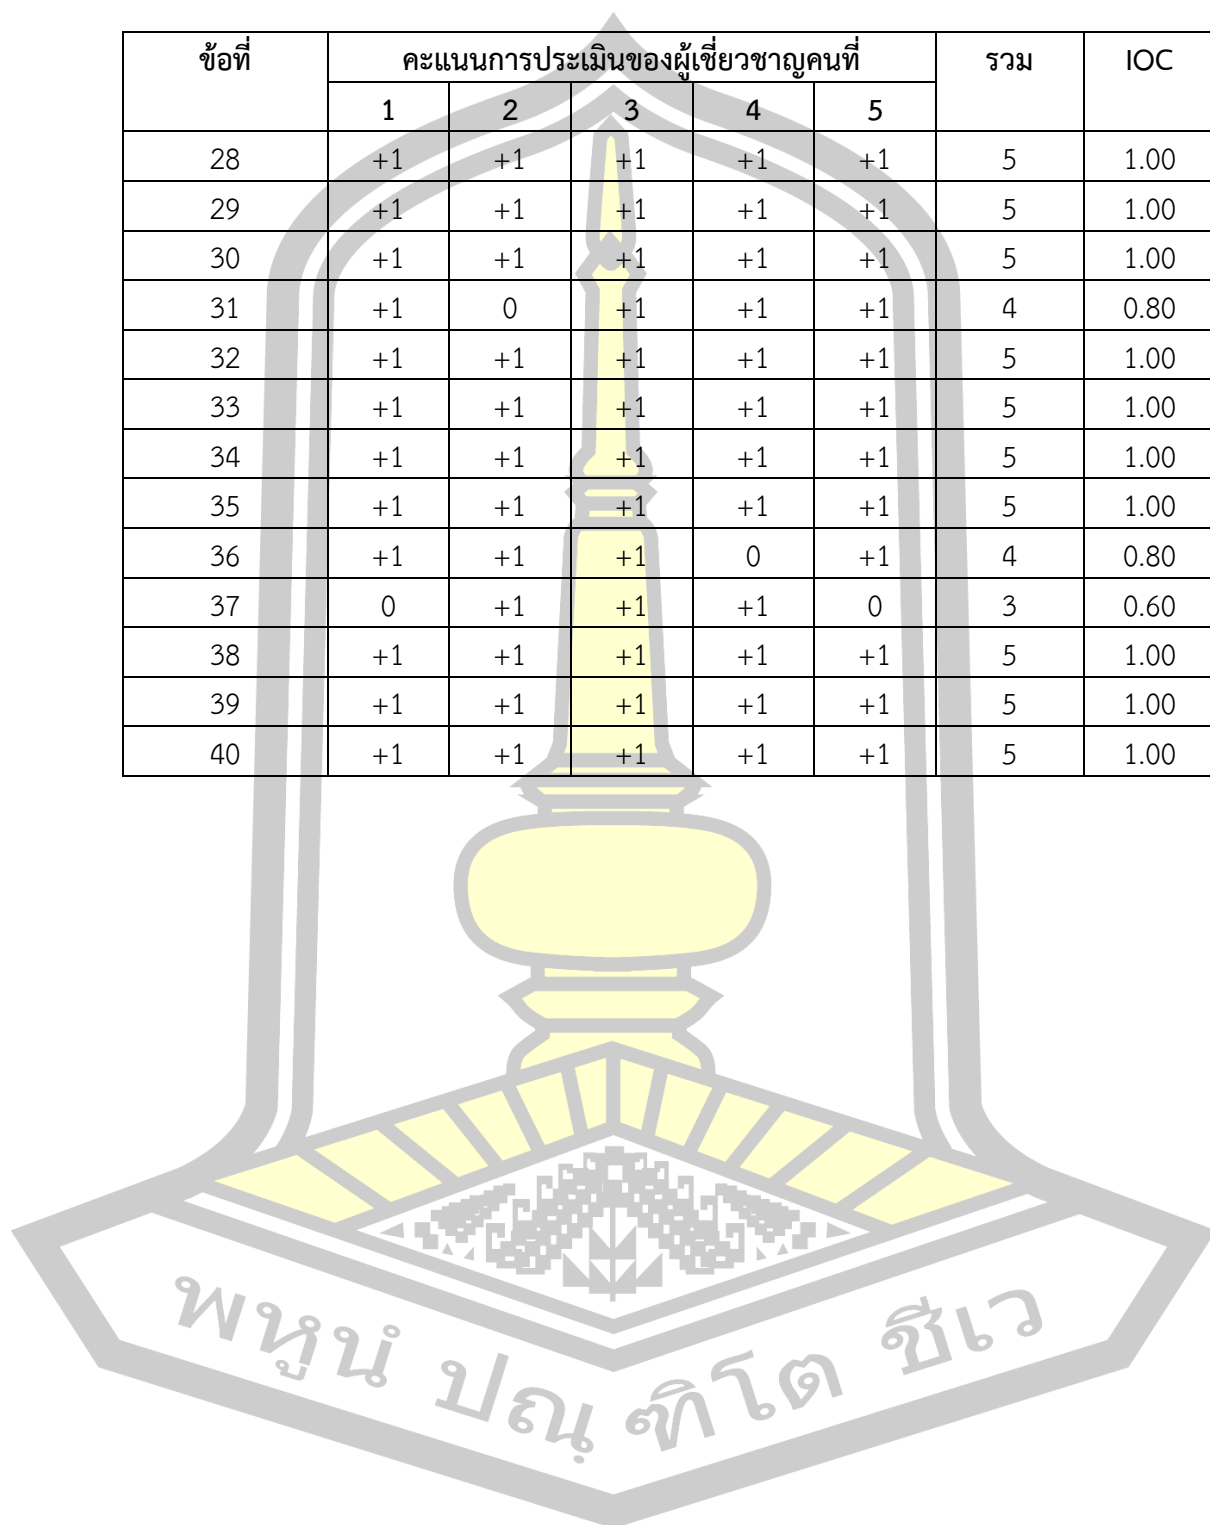 ข้อที่ คะแนนการประเมินของผู้เชี่ยวชาญคนที่ รวม IOC
1 2 3 4 5
28 +1 +1 +1 +1 +1 5 1.00
29 +1 +1 +1 +1 +1 5 1.00
30 +1 +1 +1 +1 +1 5 1.00
31 +1 0 +1 +1 +1 4 0.80
32 +1 +1 +1 +1 +1 5 1.00
33 +1 +1 +1 +1 +1 5 1.00
34 +1 +1 +1 +1 +1 5 1.00
35 +1 +1 +1 +1 +1 5 1.00
36 +1 +1 +1 0 +1 4 0.80
37 0 +1 +1 +1 0 3 0.60
38 +1 +1 +1 +1 +1 5 1.00
39 +1 +1 +1 +1 +1 5 1.00
40 +1 +1 +1 +1 +1 5 1.00
พหูนํ ปณฺฑิโต ชีเว